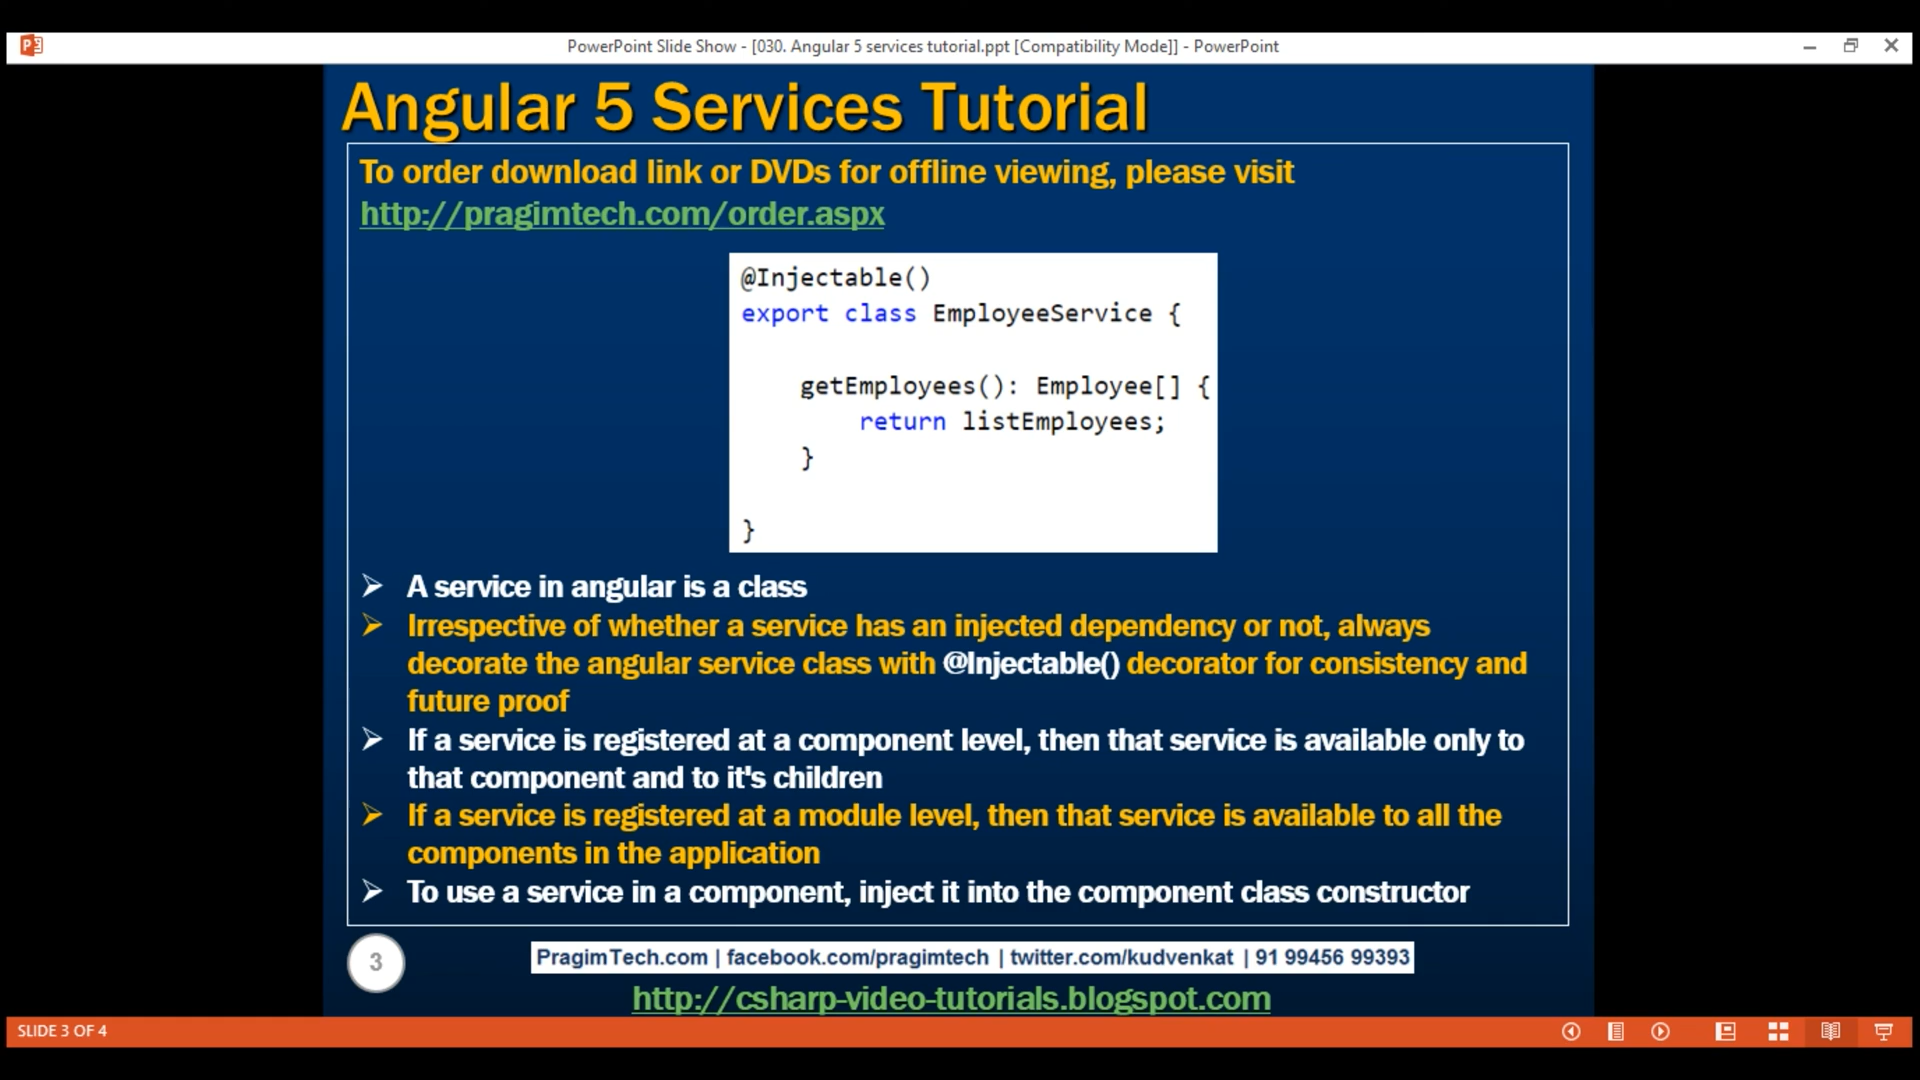 PowerPoint Slide Show - [030. Angular 5 services tutorial.ppt [Compatibility Mode]] - PowerPoint
Angular 5 Services Tutorial
To order download link or DVDs for offline viewing, please visit
http://pragimtech.com/order.aspx
@Injectable()
export class EmployeeService {
getEmployees(): Employee[] {
return listEmployees;
}
}
➢ A service in angular is a class
➢ Irrespective of whether a service has an injected dependency or not, always
decorate the angular service class with @Injectable() decorator for consistency and
future proof
➢ If a service is registered at a component level, then that service is available only to
that component and to it's children
➢ If a service is registered at a module level, then that service is available to all the
components in the application
➢ To use a service in a component, inject it into the component class constructor
3
PragimTech.com | facebook.com/pragimtech | twitter.com/kudvenkat | 91 99456 99393
http://csharp-video-tutorials.blogspot.com
SLIDE 3 OF 4